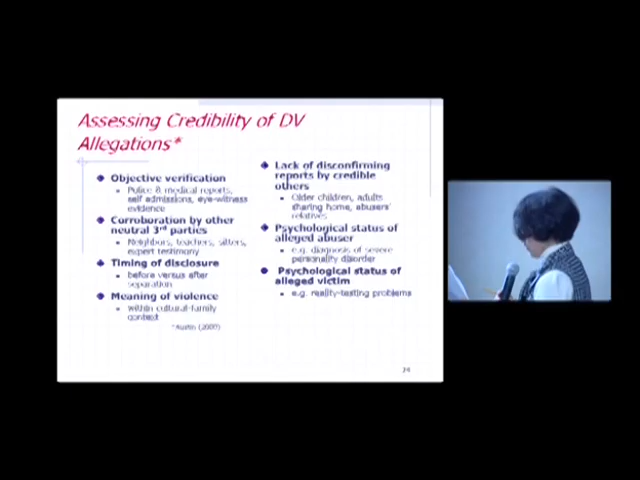 Assessing Credibility of DV
Allegations*
Objective verification
Police & medical reports,
self admissions, eye-witness
evidence
Corroboration by other
neutral 3rd parties
Neighbors, teachers, sitters,
expert testimony
Timing of disclosure
before versus after
separation
Meaning of violence
within cultural-family
context
*Austin (2000)
Lack of disconfirming
reports by credible
others
Older children, adults
sharing home, abusers'
relatives
Psychological status of
alleged abuser
e.g. diagnosis of severe
personality disorder
Psychological status of
alleged victim
e.g. reality-testing problems